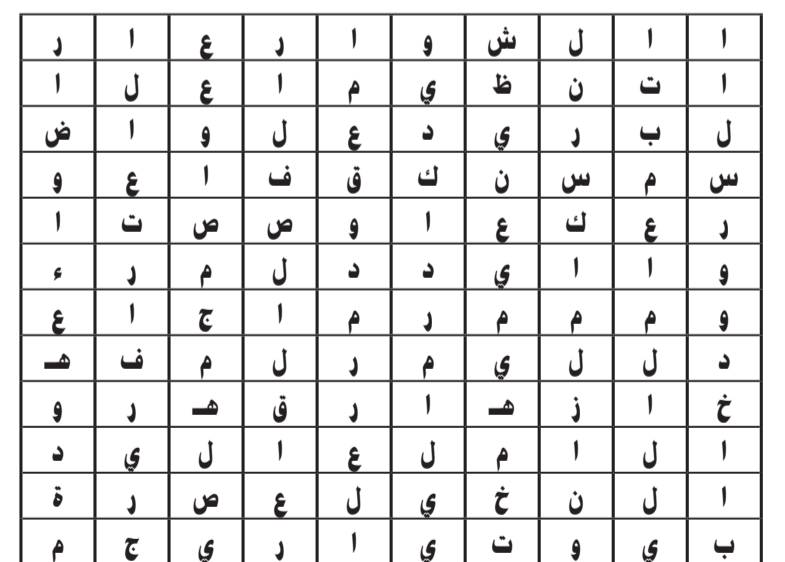 ا ا ل ش و ا ر ع ا ر
ا ت ن ظ ي م ا ع ل ا
ل ب ر ي د ع ل و ا ض
س م س ن ك ق ف ا ع و
ر ع ك ع ا و ص ص ت ا
و ا ا ي د د ل م ر ء
و م م م ر م ا ج ا ع
د ل ل ي م ر ل م ف هـ
خ ا ز هـ ا ر ق هـ ر و
ا ل ا م ل ع ا ل ي د
ا ل ن خ ي ل ع ص ر ة
ب ي و ت ي ا ر ي ج م